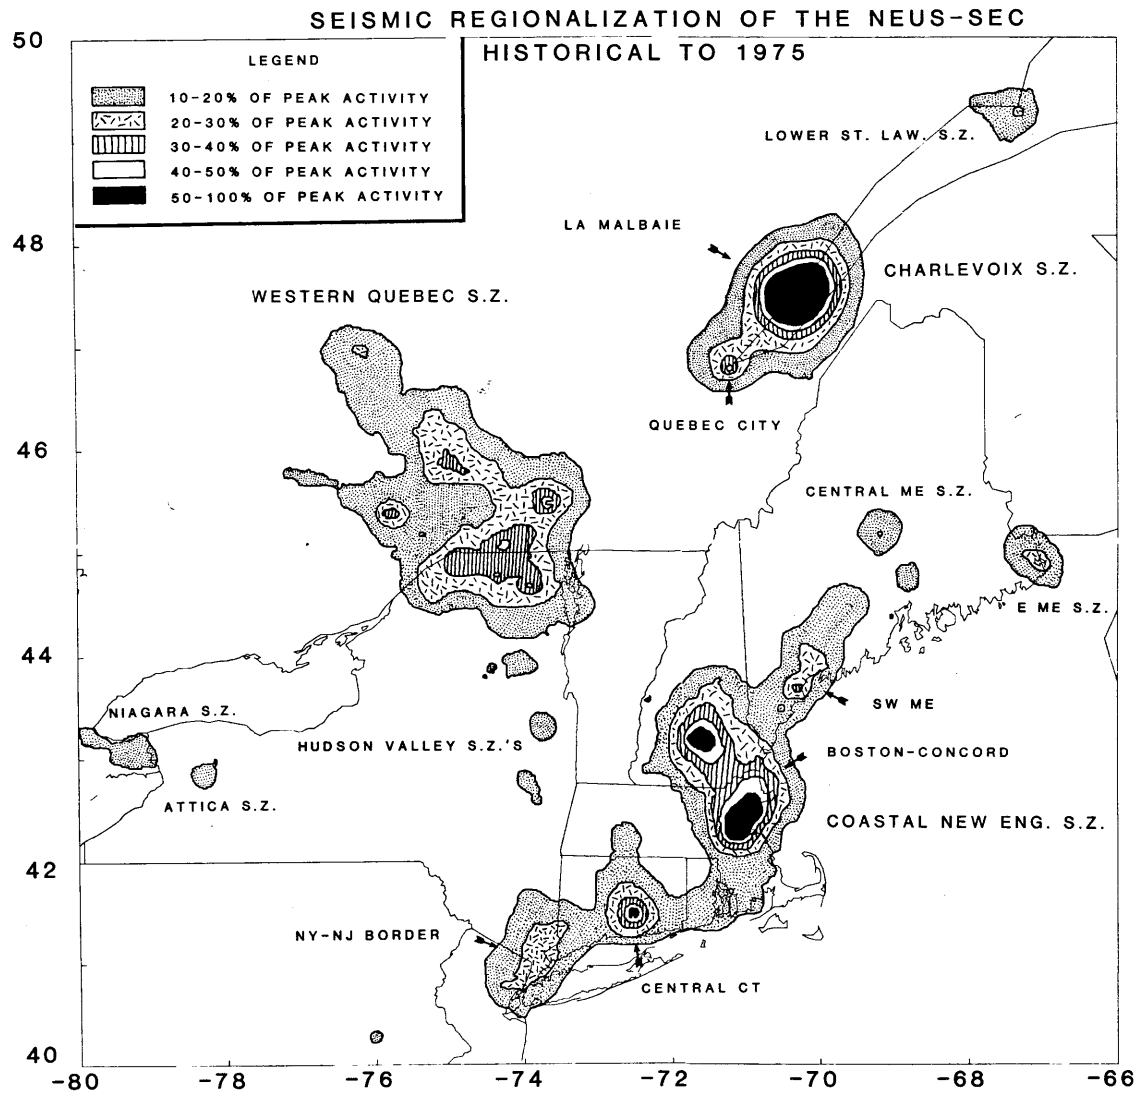 SEISMIC REGIONALIZATION OF THE NEUS-SEC
HISTORICAL TO 1975
LEGEND
10-20% OF PEAK ACTIVITY
20-30% OF PEAK ACTIVITY
30-40% OF PEAK ACTIVITY
40-50% OF PEAK ACTIVITY
50-100% OF PEAK ACTIVITY
50
48
46
44
42
40
LOWER ST. LAW. S.Z.
LA MALBAIE
CHARLEVOIX S.Z.
WESTERN QUEBEC S.Z.
QUEBEC CITY
CENTRAL ME S.Z.
E ME S.Z.
SW ME
NIAGARA S.Z.
HUDSON VALLEY S.Z.'S
BOSTON-CONCORD
ATTICA S.Z.
COASTAL NEW ENG. S.Z.
NY-NJ BORDER
CENTRAL CT
-80 -78 -76 -74 -72 -70 -68 -66